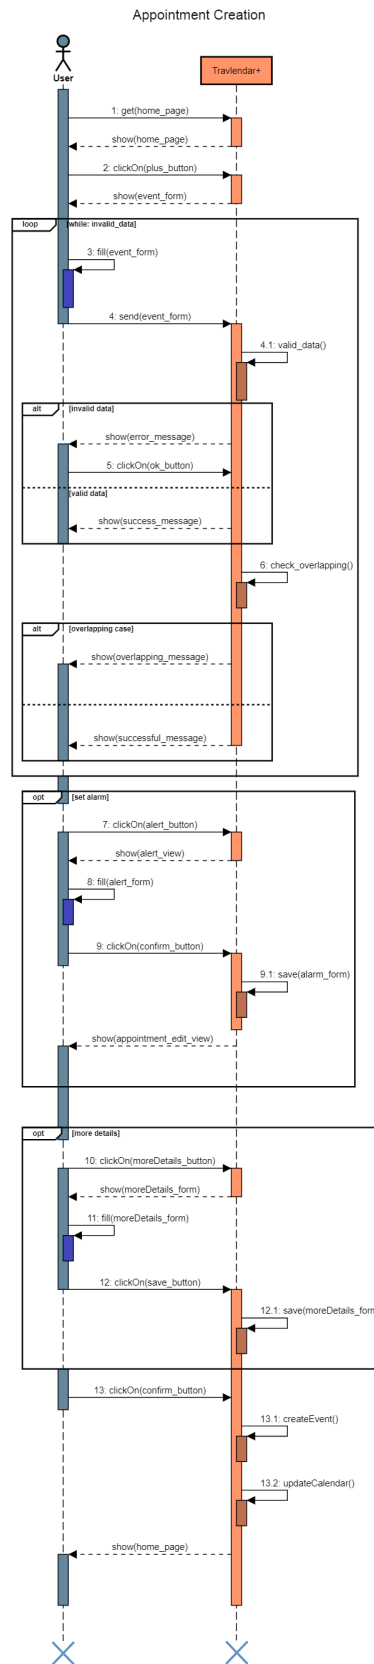 Appointment Creation
User
Travlendar+
1: get(home_page)
show(home_page)
2: clickOn(plus_button)
show(event_form)
loop
[while: invalid_data]
3: fill(event_form)
4: send(event_form)
4.1: valid_data()
alt
[invalid data]
show(error_message)
5: clickOn(ok_button)
[valid data]
show(success_message)
6: check_overlapping()
alt
[overlapping case]
show(overlapping_message)
show(successful_message)
opt
[set alarm]
7: clickOn(alert_button)
show(alert_view)
8: fill(alert_form)
9: clickOn(confirm_button)
9.1: save(alarm_form)
show(appointment_edit_view)
opt
[more details]
10: clickOn(moreDetails_button)
show(moreDetails_form)
11: fill(moreDetails_form)
12: clickOn(save_button)
12.1: save(moreDetails_form
13: clickOn(confirm_button)
13.1: createEvent()
13.2: updateCalendar()
show(home_page)